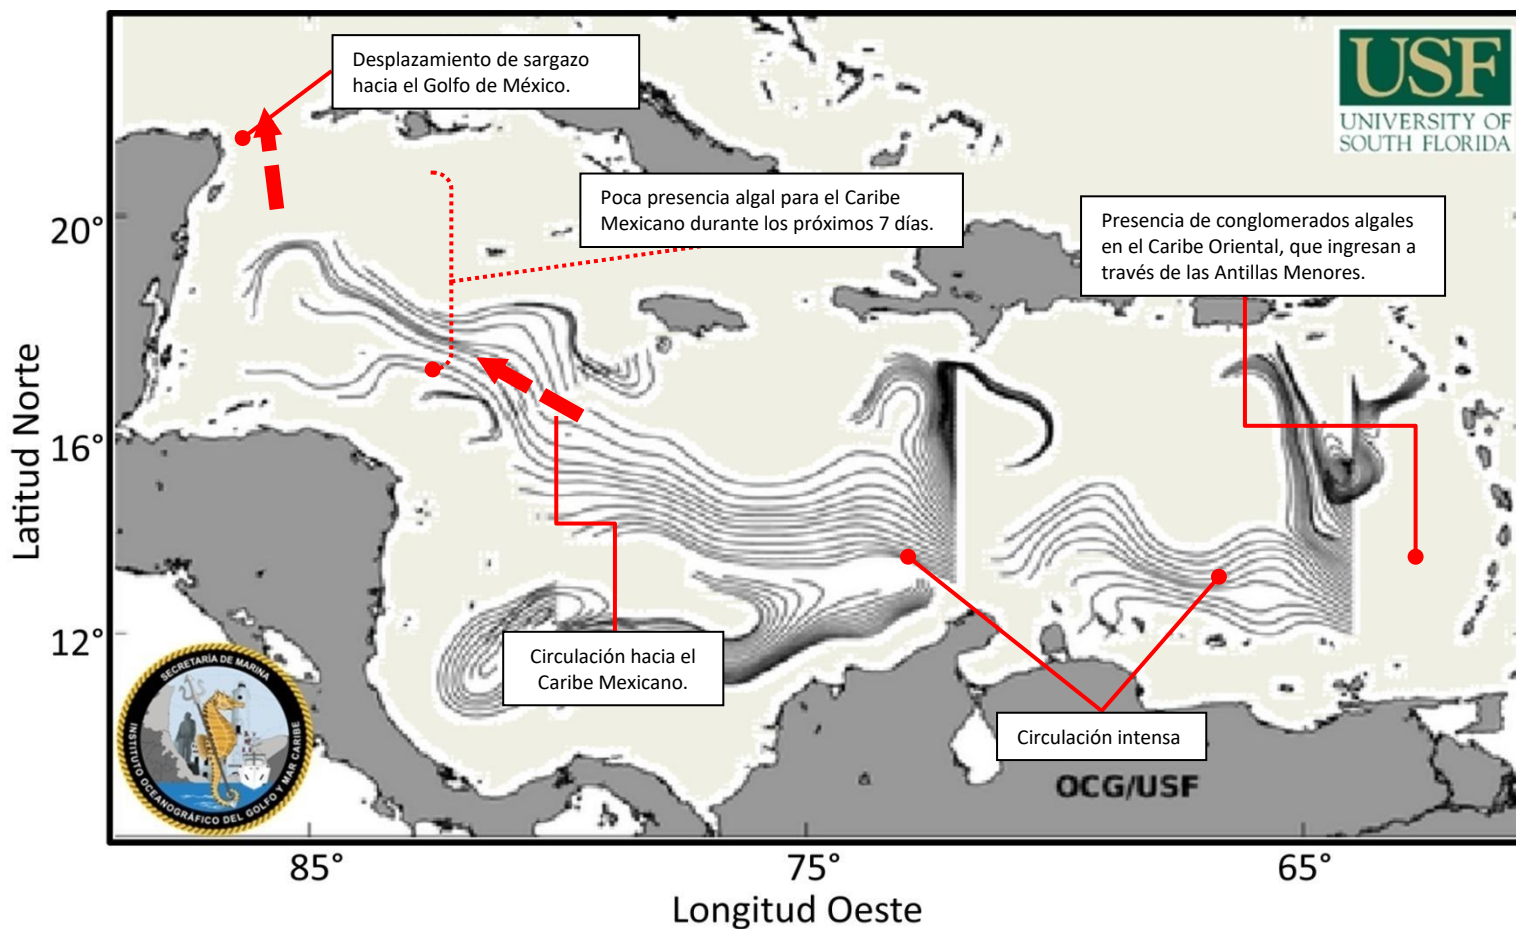 Desplazamiento de sargazo
hacia el Golfo de México.
USF
UNIVERSITY OF
SOUTH FLORIDA
Poca presencia algal para el Caribe
Mexicano durante los próximos 7 días.
Presencia de conglomerados algales
en el Caribe Oriental, que ingresan a
través de las Antillas Menores.
20°
16°
12°
Latitud Norte
Circulación hacia el
Caribe Mexicano.
Circulación intensa
OCG/USF
SECRETARÍA DE MARINA
INSTITUTO OCEANOGRÁFICO DEL GOLFO Y MAR CARIBE
85°
75°
65°
Longitud Oeste